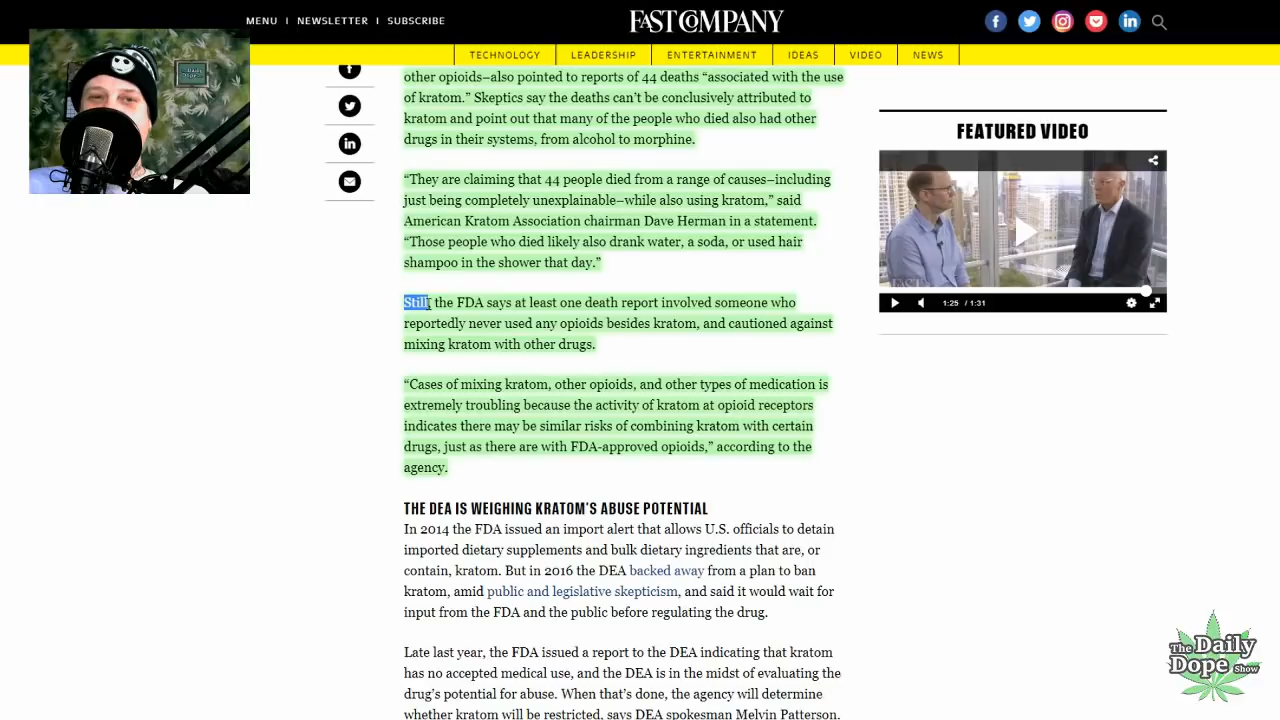 MENU | NEWSLETTER | SUBSCRIBE
FAST COMPANY
TECHNOLOGY
LEADERSHIP
ENTERTAINMENT
IDEAS
VIDEO
NEWS
other opioids–also pointed to reports of 44 deaths “associated with the use
of kratom.” Skeptics say the deaths can’t be conclusively attributed to
kratom and point out that many of the people who died also had other
drugs in their systems, from alcohol to morphine.
“They are claiming that 44 people died from a range of causes–including
just being completely unexplainable–while also using kratom,” said
American Kratom Association chairman Dave Herman in a statement.
“Those people who died likely also drank water, a soda, or used hair
shampoo in the shower that day.”
Still, the FDA says at least one death report involved someone who
reportedly never used any opioids besides kratom, and cautioned against
mixing kratom with other drugs.
“Cases of mixing kratom, other opioids, and other types of medication is
extremely troubling because the activity of kratom at opioid receptors
indicates there may be similar risks of combining kratom with certain
drugs, just as there are with FDA-approved opioids,” according to the
agency.
THE DEA IS WEIGHING KRATOM’S ABUSE POTENTIAL
In 2014 the FDA issued an import alert that allows U.S. officials to detain
imported dietary supplements and bulk dietary ingredients that are, or
contain, kratom. But in 2016 the DEA backed away from a plan to ban
kratom, amid public and legislative skepticism, and said it would wait for
input from the FDA and the public before regulating the drug.
Late last year, the FDA issued a report to the DEA indicating that kratom
has no accepted medical use, and the DEA is in the midst of evaluating the
drug’s potential for abuse. When that’s done, the agency will determine
whether kratom will be restricted, says DEA spokesman Melvin Patterson.
FEATURED VIDEO
1:25 / 1:31
The Daily
Dope Show